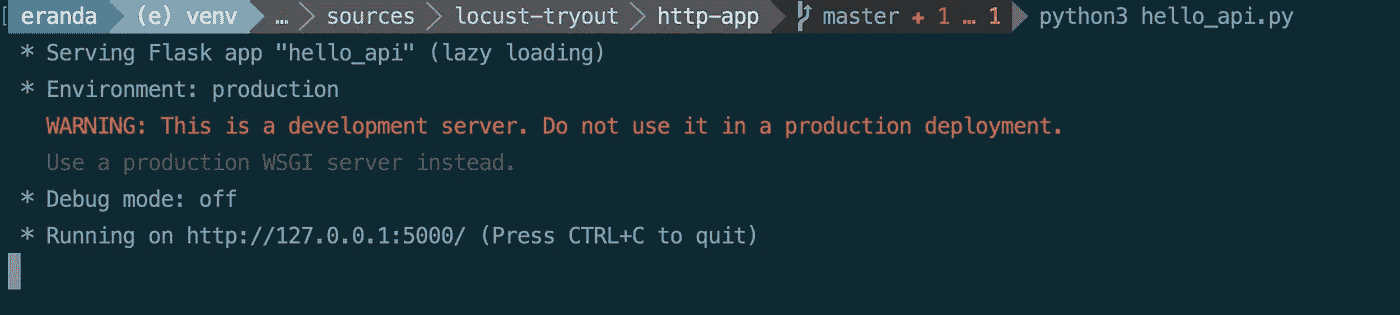 eranda (e) venv … sources locust-tryout http-app master + 1 … 1 python3 hello_api.py
* Serving Flask app "hello_api" (lazy loading)
* Environment: production
WARNING: This is a development server. Do not use it in a production deployment.
Use a production WSGI server instead.
* Debug mode: off
* Running on http://127.0.0.1:5000/ (Press CTRL+C to quit)